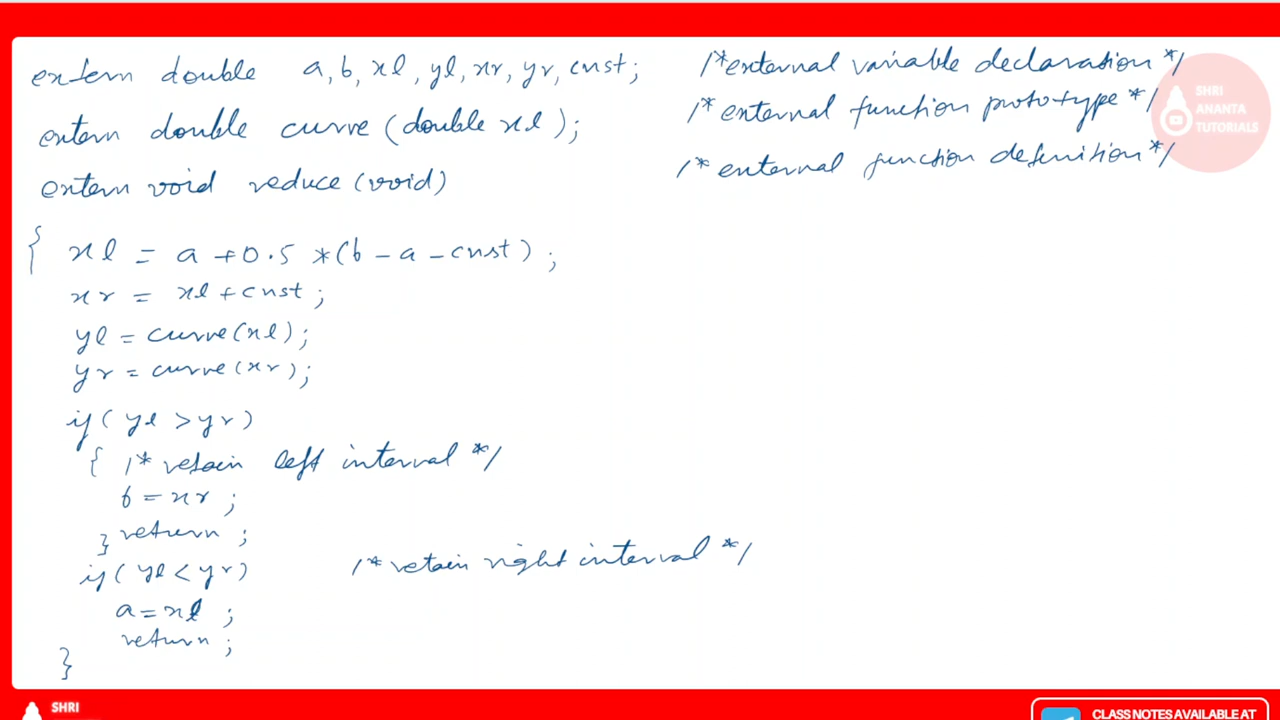 extern double a, b, xl, yl, xr, yr, cnst; /*external variable declaration*/
extern double curve (double xl); /* external function prototype */
extern void reduce (void) /* external function definition */
{ xl = a + 0.5 * (b - a - cnst) ;
xr = xl + cnst ;
yl = curve(xl) ;
yr = curve(xr) ;
if( yl > yr )
{ /* retain left interval */
b = xr ;
} return ;
if( yl < yr ) /*retain right interval */
a = xl ;
return ;
}
SHRI
ANANTA
TUTORIALS
SHRI
CLASS NOTES AVAILABLE AT